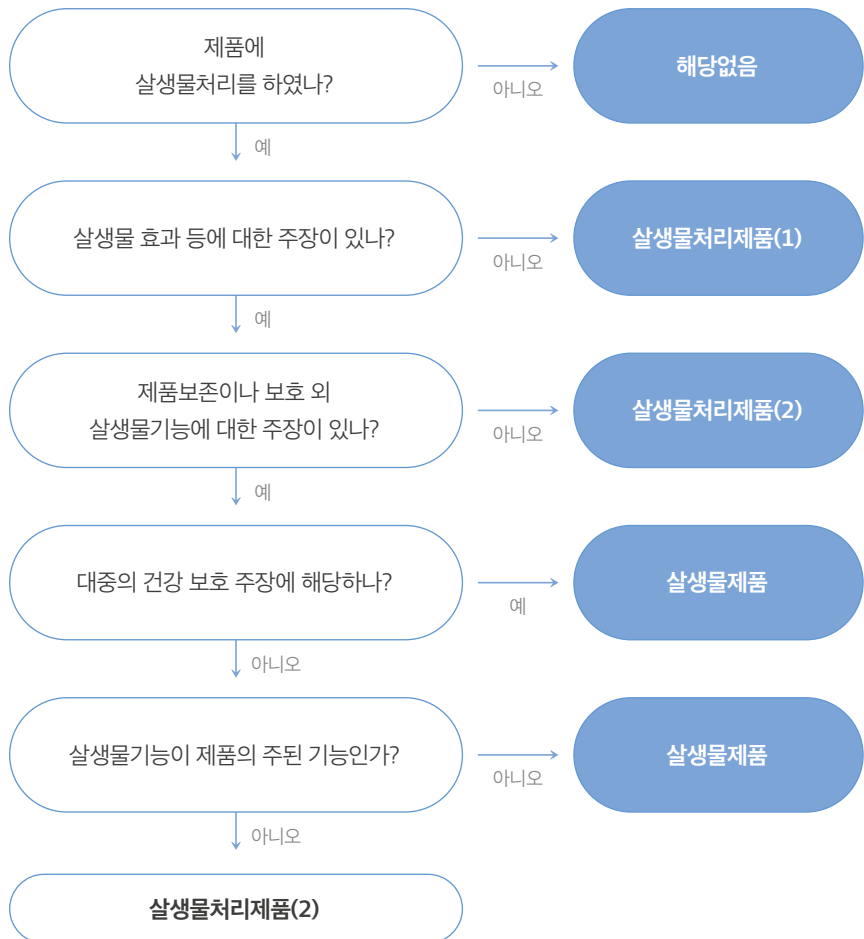 제품에
살생물처리를 하였나?
아니오
해당없음
예
살생물 효과 등에 대한 주장이 있나?
아니오
살생물처리제품(1)
예
제품보존이나 보호 외
살생물기능에 대한 주장이 있나?
아니오
살생물처리제품(2)
예
대중의 건강 보호 주장에 해당하나?
예
살생물제품
아니오
살생물기능이 제품의 주된 기능인가?
아니오
살생물제품
아니오
살생물처리제품(2)